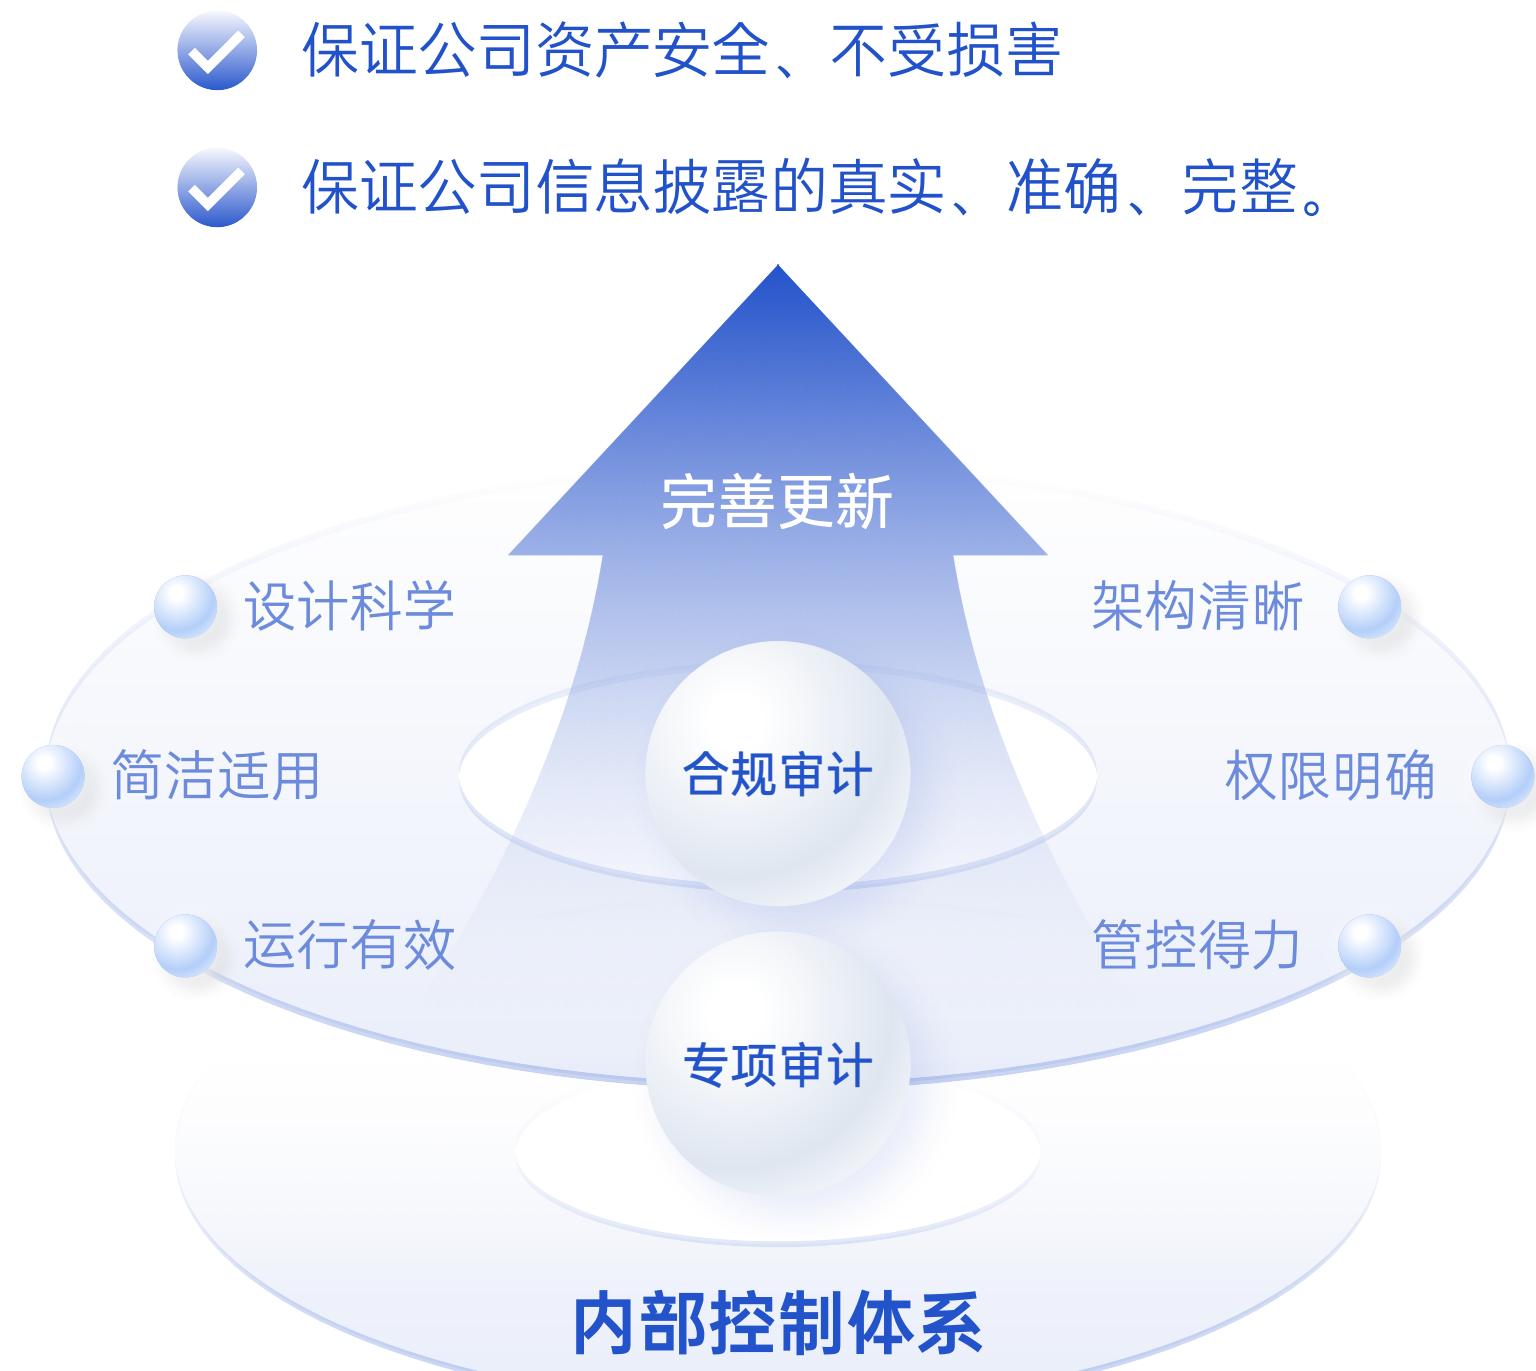 保证公司资产安全、不受损害
保证公司信息披露的真实、准确、完整。
完善更新
设计科学
架构清晰
简洁适用
合规审计
权限明确
运行有效
管控得力
专项审计
内部控制体系